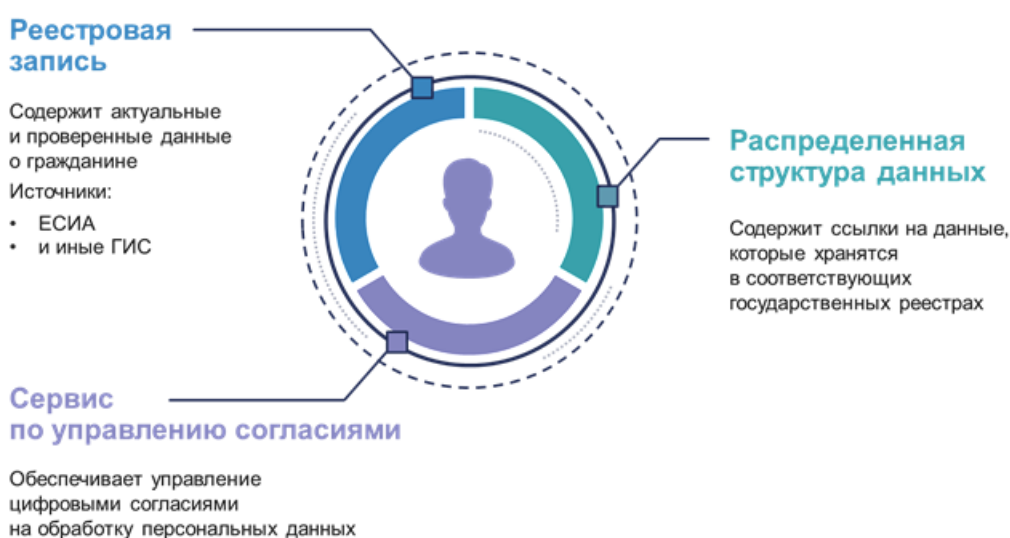 Реестровая
запись
Содержит актуальные
и проверенные данные
о гражданине
Источники:
• ЕСИА
• и иные ГИС
Распределенная
структура данных
Содержит ссылки на данные,
которые хранятся
в соответствующих
государственных реестрах
Сервис
по управлению согласиями
Обеспечивает управление
цифровыми согласиями
на обработку персональных данных